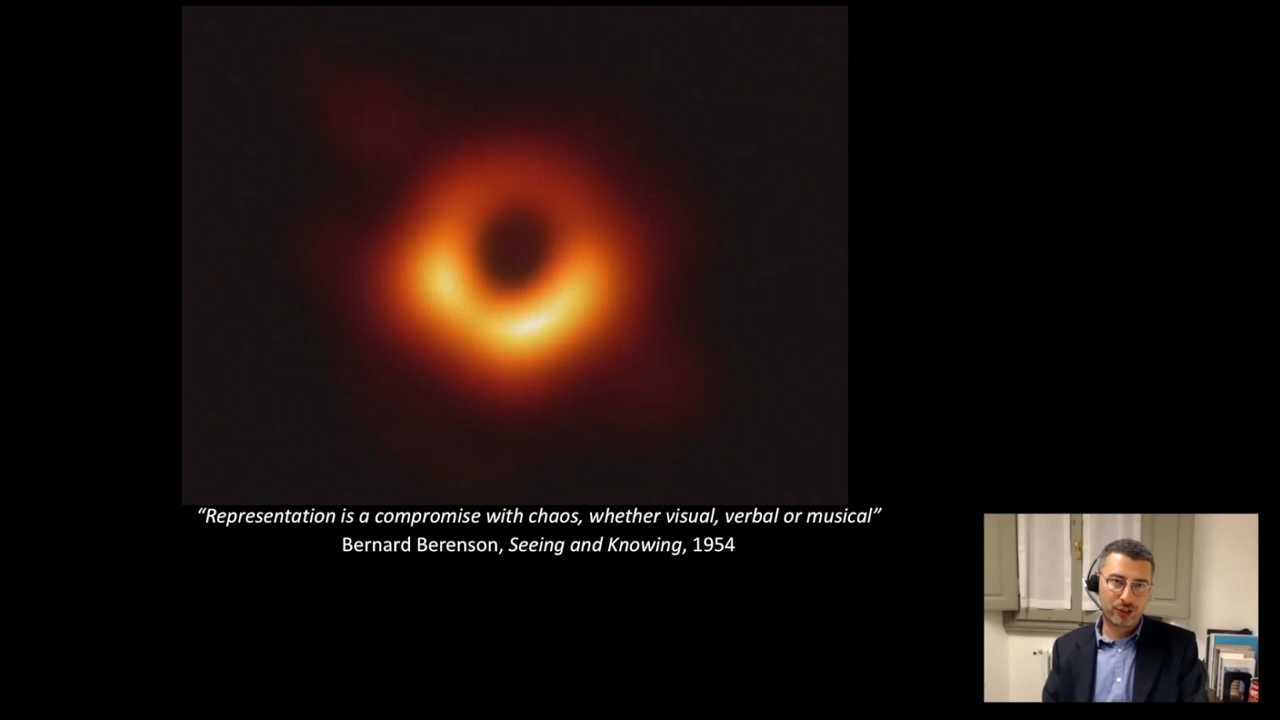 “Representation is a compromise with chaos, whether visual, verbal or musical”
Bernard Berenson, Seeing and Knowing, 1954